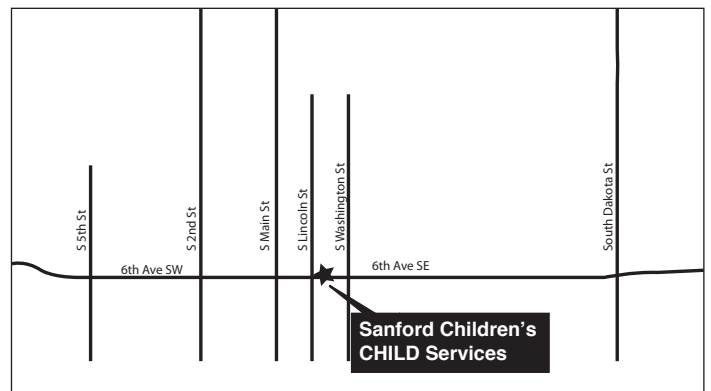 S 5th St
S 2nd St
S Main St
S Lincoln St
S Washington St
South Dakota St
6th Ave SW
6th Ave SE
Sanford Children’s
CHILD Services